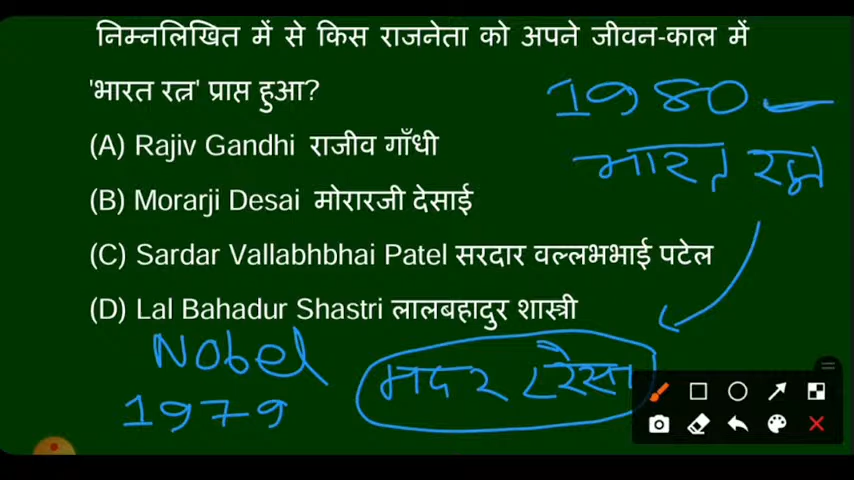 निम्नलिखित में से किस राजनेता को अपने जीवन-काल में
'भारत रत्न' प्राप्त हुआ?
1980
(A) Rajiv Gandhi राजीव गाँधी
भारत रत्न
(B) Morarji Desai मोरारजी देसाई
(C) Sardar Vallabhbhai Patel सरदार वल्लभभाई पटेल
(D) Lal Bahadur Shastri लालबहादुर शास्त्री
Nobel
मदर टेरेसा
1979